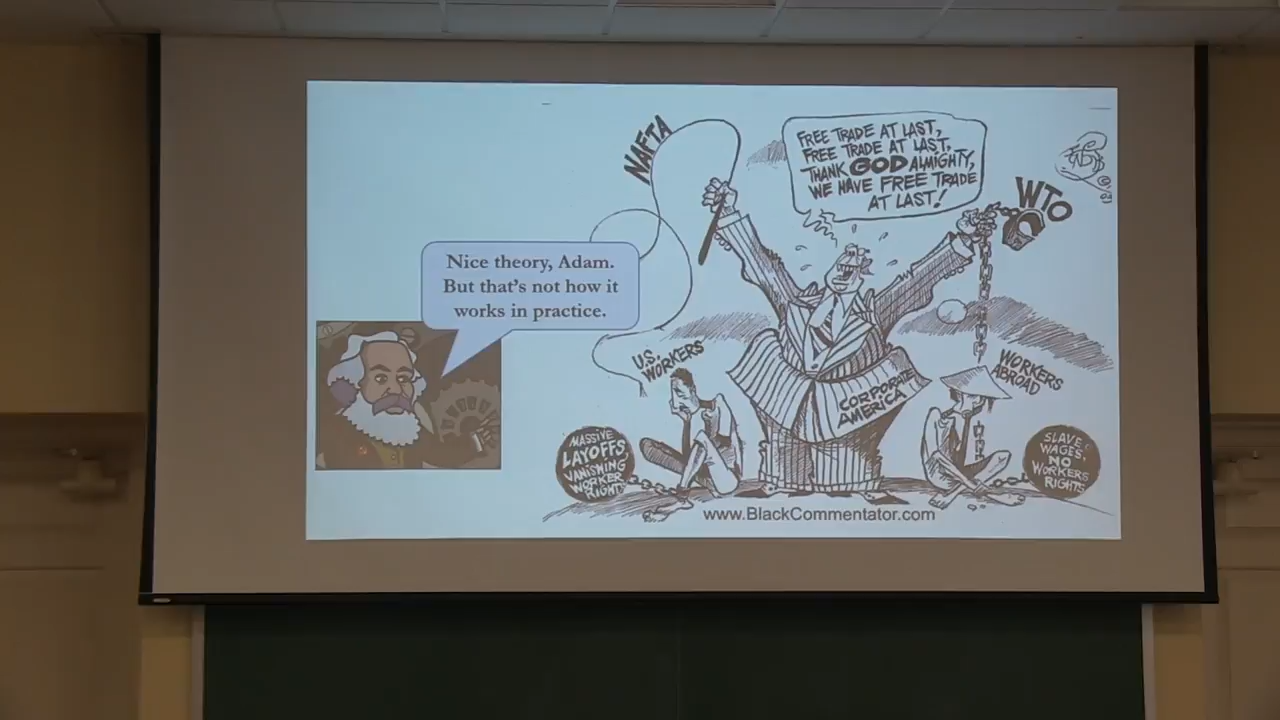 NAFTA
FREE TRADE AT LAST,
FREE TRADE AT LAST,
THANK GOD ALMIGHTY,
WE HAVE FREE TRADE
AT LAST!
WTO
Nice theory, Adam.
But that's not how it
works in practice.
U.S.
WORKERS
WORKERS
ABROAD
CORPORATE
AMERICA
MASSIVE
LAYOFFS
VANISHING
WORKER
RIGHTS
SLAVE
WAGES,
NO
WORKERS
RIGHTS
www.BlackCommentator.com